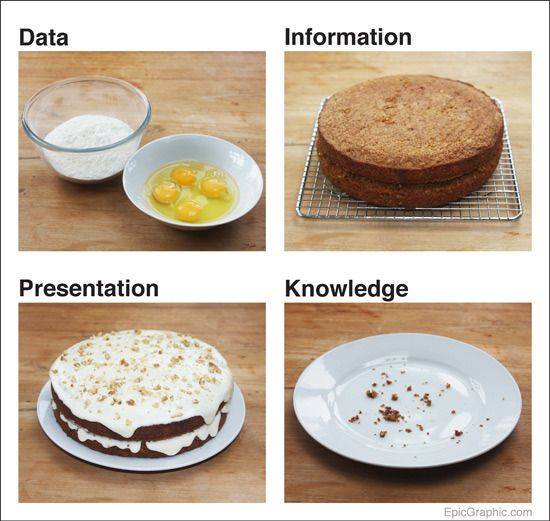 Data
Information
Presentation
Knowledge
EpicGraphic.com